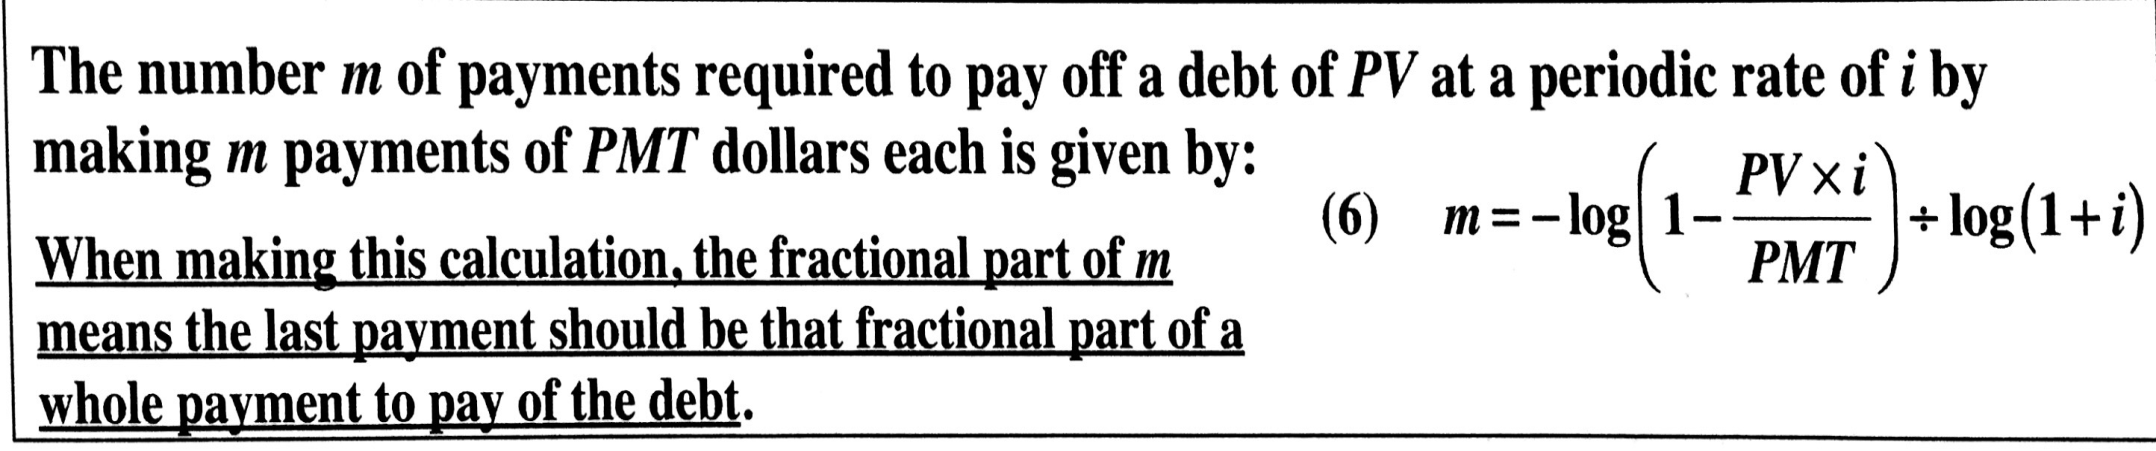 The number m of payments required to pay off a debt of PV at a periodic rate of i by
making m payments of PMT dollars each is given by:
(6) m = − log(1 − (PV × i)/PMT) ÷ log(1 + i)
When making this calculation, the fractional part of m
means the last payment should be that fractional part of a
whole payment to pay of the debt.